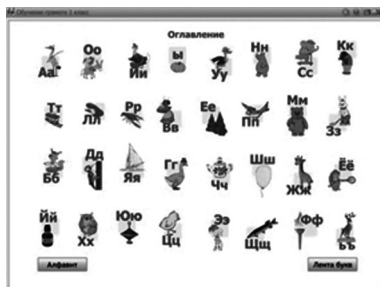 Обучение грамоте 1 класс
Оглавление
Аа Оо Ии ы Уу Нн Сс Кк
Тт Лл Рр Вв Ее Пп Мм Зз
Бб Дд Яя Гг Чч Шш Жж Ёё
Йй Хх Юю Цц Ээ Щщ Фф ьъ
Алфавит Лента букв